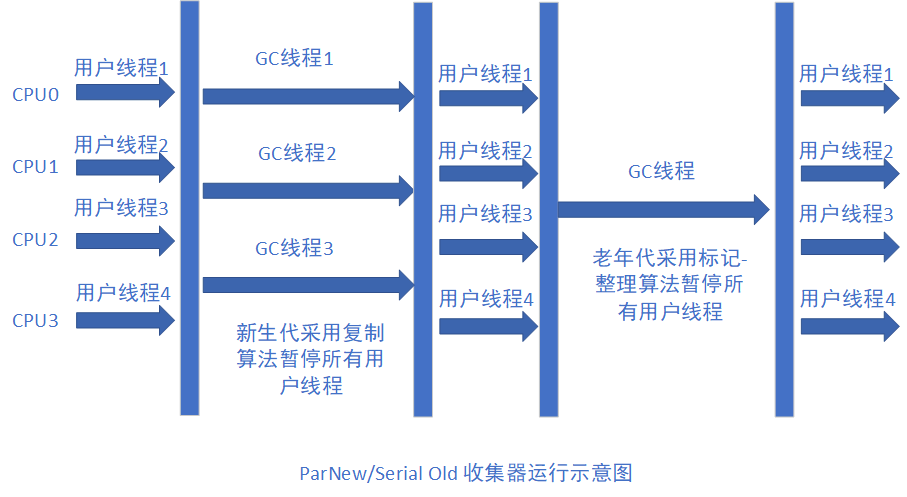 用户线程1
GC线程1
用户线程1
用户线程1
CPU0
用户线程2
GC线程2
用户线程2
用户线程2
CPU1
GC线程
用户线程3
用户线程3
用户线程3
CPU2
GC线程3
老年代采用标记-
整理算法暂停所
有用户线程
用户线程4
用户线程4
用户线程4
CPU3
新生代采用复制
算法暂停所有用
户线程
ParNew/Serial Old 收集器运行示意图